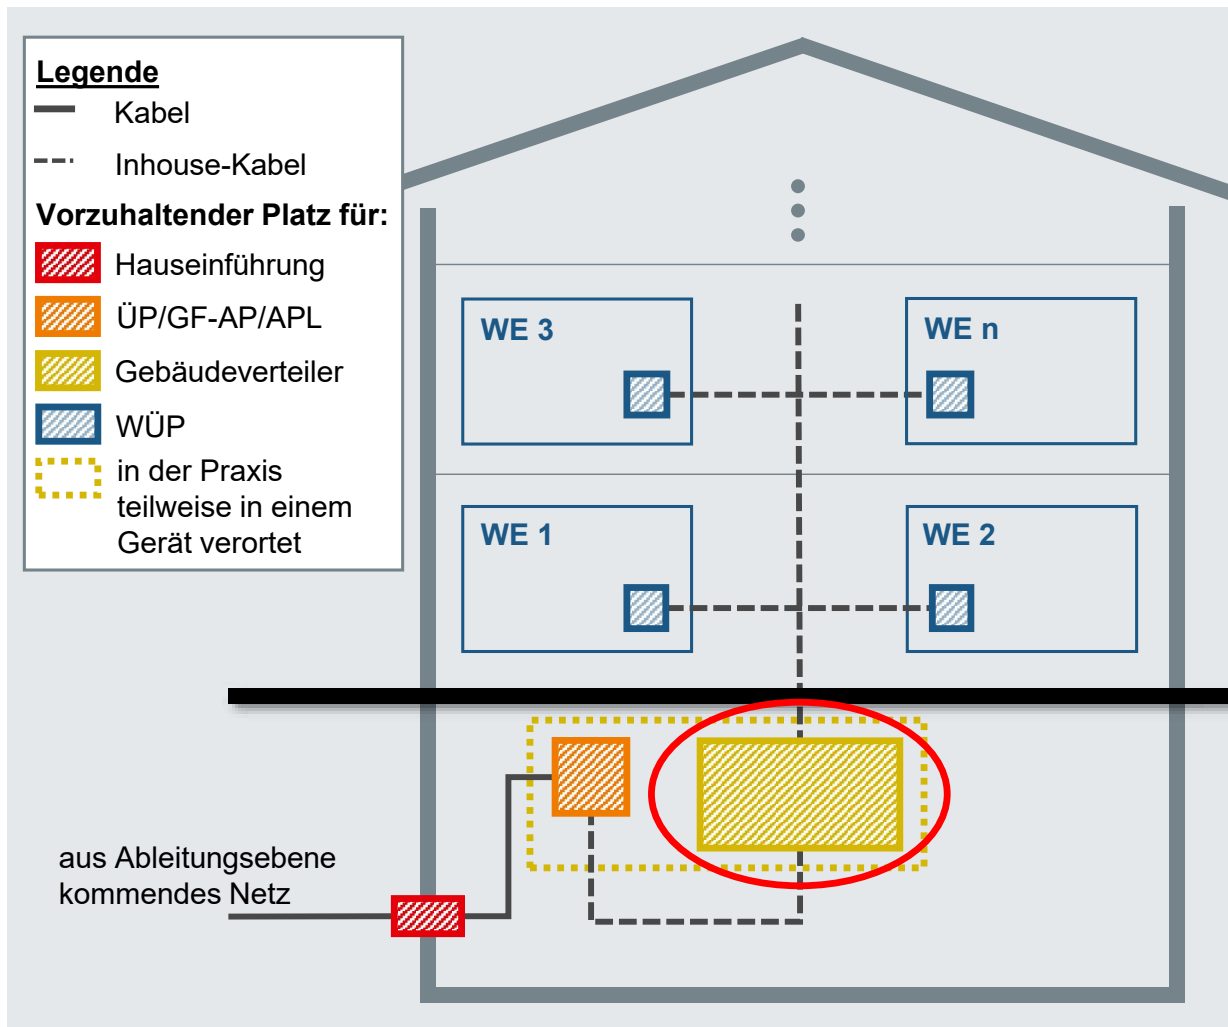 Legende
Kabel
Inhouse-Kabel
Vorzuhaltender Platz für:
Hauseinführung
ÜP/GF-AP/APL
Gebäudeverteiler
WÜP
in der Praxis
teilweise in einem
Gerät verortet
WE 3
WE n
WE 1
WE 2
aus Ableitungsebene
kommendes Netz